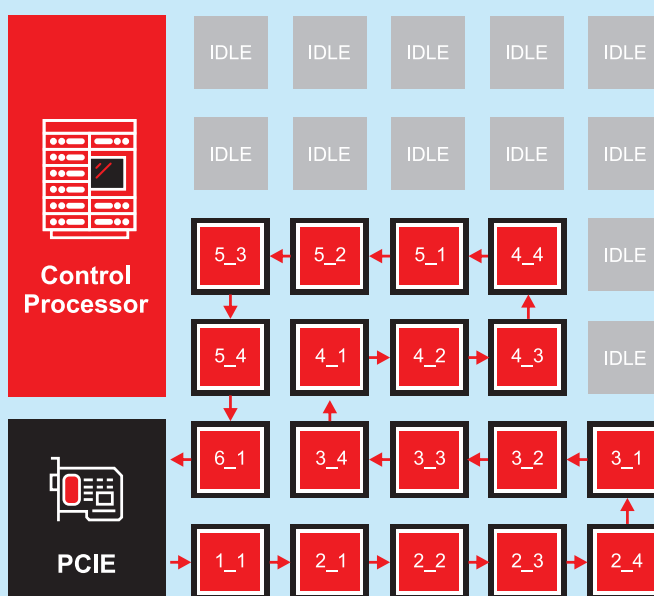 IDLE IDLE IDLE IDLE IDLE
IDLE IDLE IDLE IDLE IDLE
Control
Processor
5_3 5_2 5_1 4_4 IDLE
5_4 4_1 4_2 4_3 IDLE
6_1 3_4 3_3 3_2 3_1
PCIE
1_1 2_1 2_2 2_3 2_4